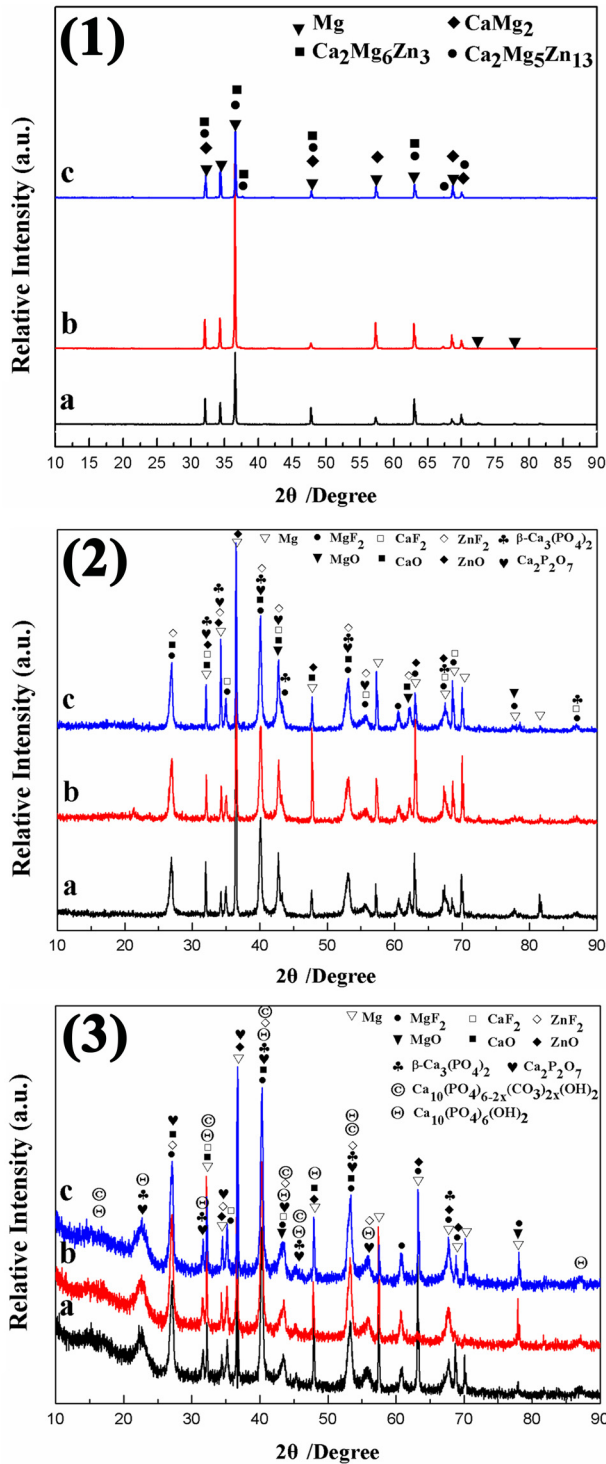 (1)
▼ Mg ◆ CaMg2
■ Ca2Mg6Zn3 ● Ca2Mg5Zn13
c
b
a
Relative Intensity (a.u.)
10 15 20 25 30 35 40 45 50 55 60 65 70 75 80 85 90
2θ /Degree
(2)
▽ Mg ● MgF2 □ CaF2 ◇ ZnF2 ♣ β-Ca3(PO4)2
▼ MgO ■ CaO ◆ ZnO ♥ Ca2P2O7
c
b
a
Relative Intensity (a.u.)
10 20 30 40 50 60 70 80 90
2θ /Degree
(3)
▽ Mg ● MgF2 □ CaF2 ◇ ZnF2
▼ MgO ■ CaO ◆ ZnO
♣ β-Ca3(PO4)2 ♥ Ca2P2O7
© Ca10(PO4)6-2x(CO3)2x(OH)2
Θ Ca10(PO4)6(OH)2
c
b
a
Relative Intensity (a.u.)
10 20 30 40 50 60 70 80 90
2θ /Degree